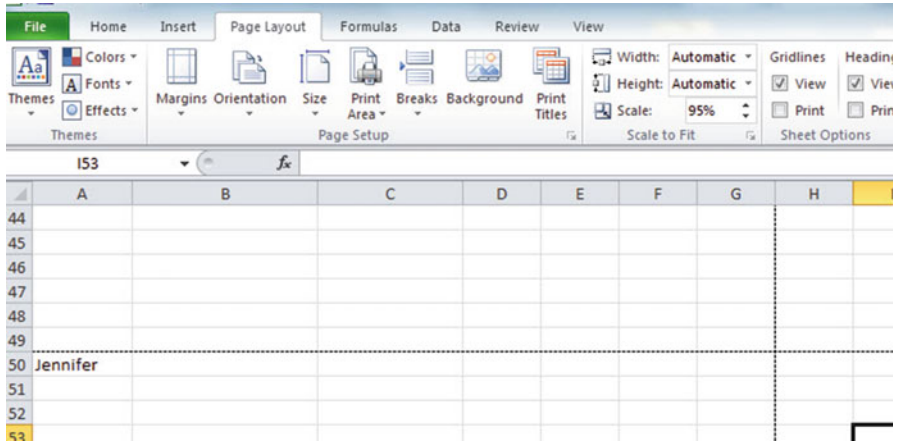 File Home Insert Page Layout Formulas Data Review View
Colors Width: Automatic Gridlines Heading
Aa A Fonts Height: Automatic View
Themes Effects Margins Orientation Size Print Area Breaks Background Print Titles Scale: 95% Print
Themes Page Setup Scale to Fit Sheet Options
I53 fx
A B C D E F G H
44
45
46
47
48
49
50 Jennifer
51
52
53